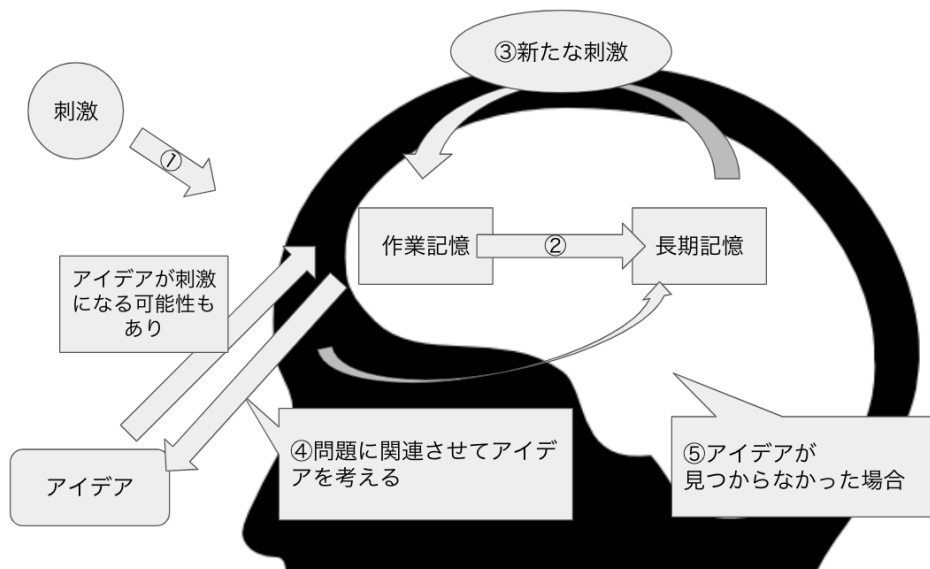 ③新たな刺激
刺激
①
作業記憶
②
長期記憶
アイデアが刺激
になる可能性も
あり
④問題に関連させてアイデ
アを考える
⑤アイデアが
見つからなかった場合
アイデア